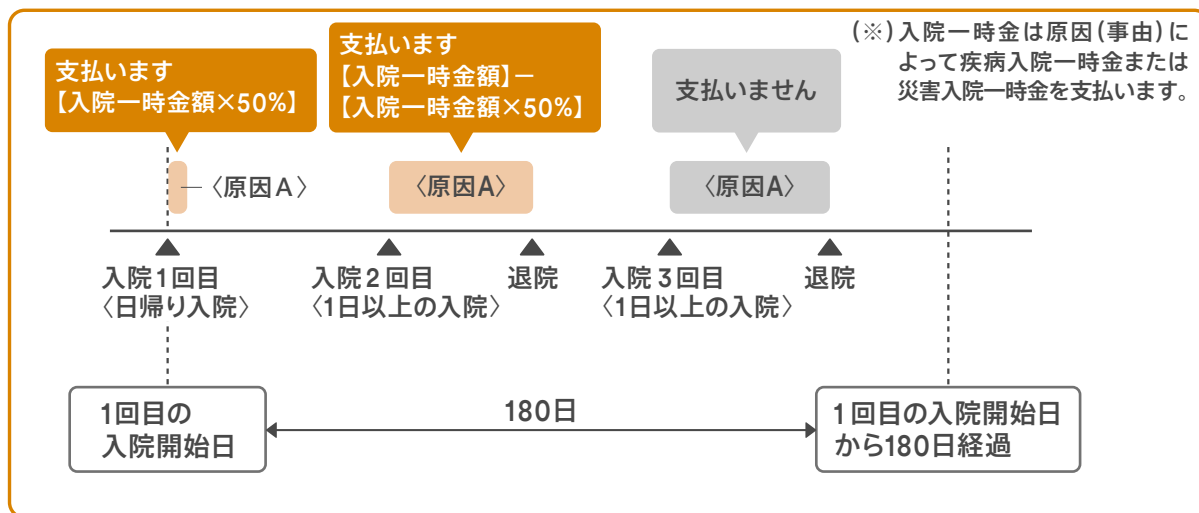 支払います
【入院一時金額×50%】
支払います
【入院一時金額】−
【入院一時金額×50%】
支払いません
(※)入院一時金は原因(事由)に
よって疾病入院一時金または
災害入院一時金を支払います。
〈原因A〉
〈原因A〉
〈原因A〉
入院1回目
〈日帰り入院〉
入院2回目
〈1日以上の入院〉
退院
入院3回目
〈1日以上の入院〉
退院
1回目の
入院開始日
180日
1回目の入院開始日
から180日経過